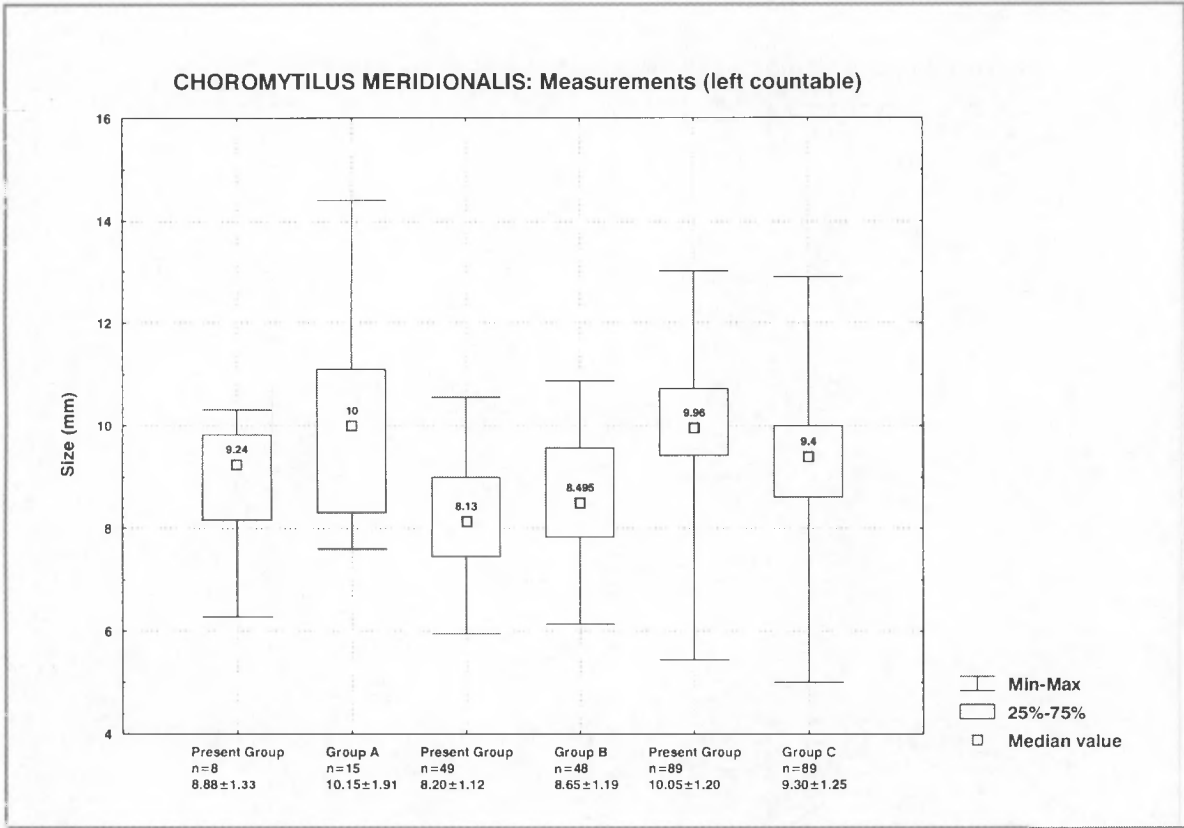 CHOROMYTILUS MERIDIONALIS: Measurements (left countable)
16
14
12
10
8
6
4
Size (mm)
9.24
10
8.13
8.495
9.96
9.4
Present Group
n=8
8.88±1.33
Group A
n=15
10.15±1.91
Present Group
n=49
8.20±1.12
Group B
n=48
8.65±1.19
Present Group
n=89
10.05±1.20
Group C
n=89
9.30±1.25
Min-Max
25%-75%
Median value